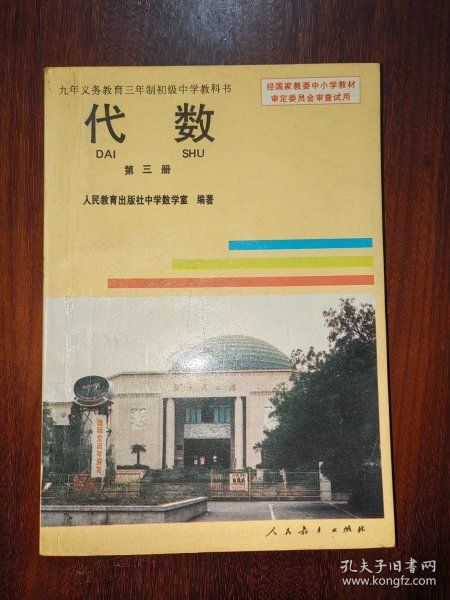 九年义务教育三年制初级中学教科书
经国家教委中小学教材
审定委员会审查试用
代数
DAI SHU
第三册
人民教育出版社中学数学室 编著
人民教育出版社
孔夫子旧书网
www.kongfz.com